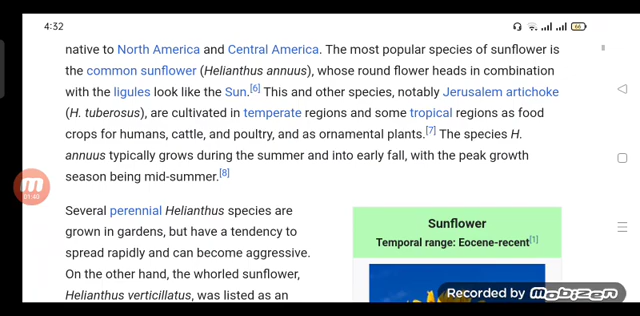 4:32
66
native to North America and Central America. The most popular species of sunflower is
the common sunflower (Helianthus annuus), whose round flower heads in combination
with the ligules look like the Sun.[6] This and other species, notably Jerusalem artichoke
(H. tuberosus), are cultivated in temperate regions and some tropical regions as food
crops for humans, cattle, and poultry, and as ornamental plants.[7] The species H.
annuus typically grows during the summer and into early fall, with the peak growth
season being mid-summer.[8]
01:40
Several perennial Helianthus species are
grown in gardens, but have a tendency to
spread rapidly and can become aggressive.
On the other hand, the whorled sunflower,
Helianthus verticillatus, was listed as an
Sunflower
Temporal range: Eocene-recent[1]
Recorded by mobizen